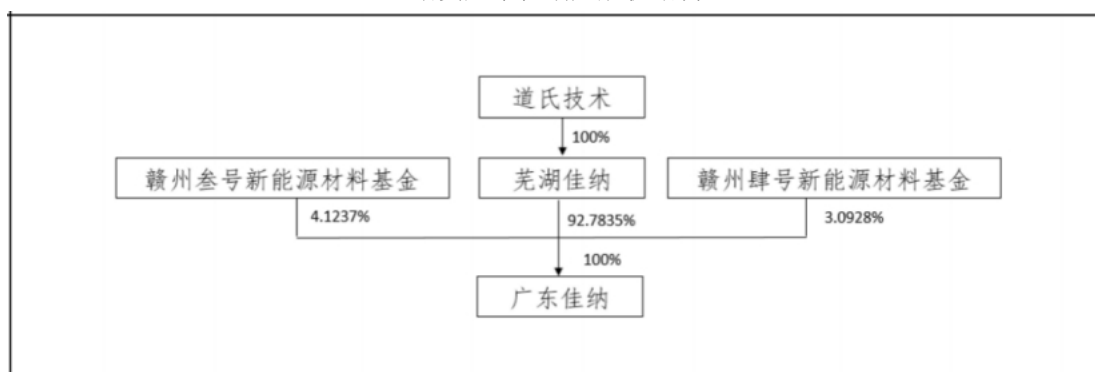 道氏技术
100%
赣州叁号新能源材料基金
芜湖佳纳
赣州肆号新能源材料基金
4.1237%
92.7835%
3.0928%
100%
广东佳纳